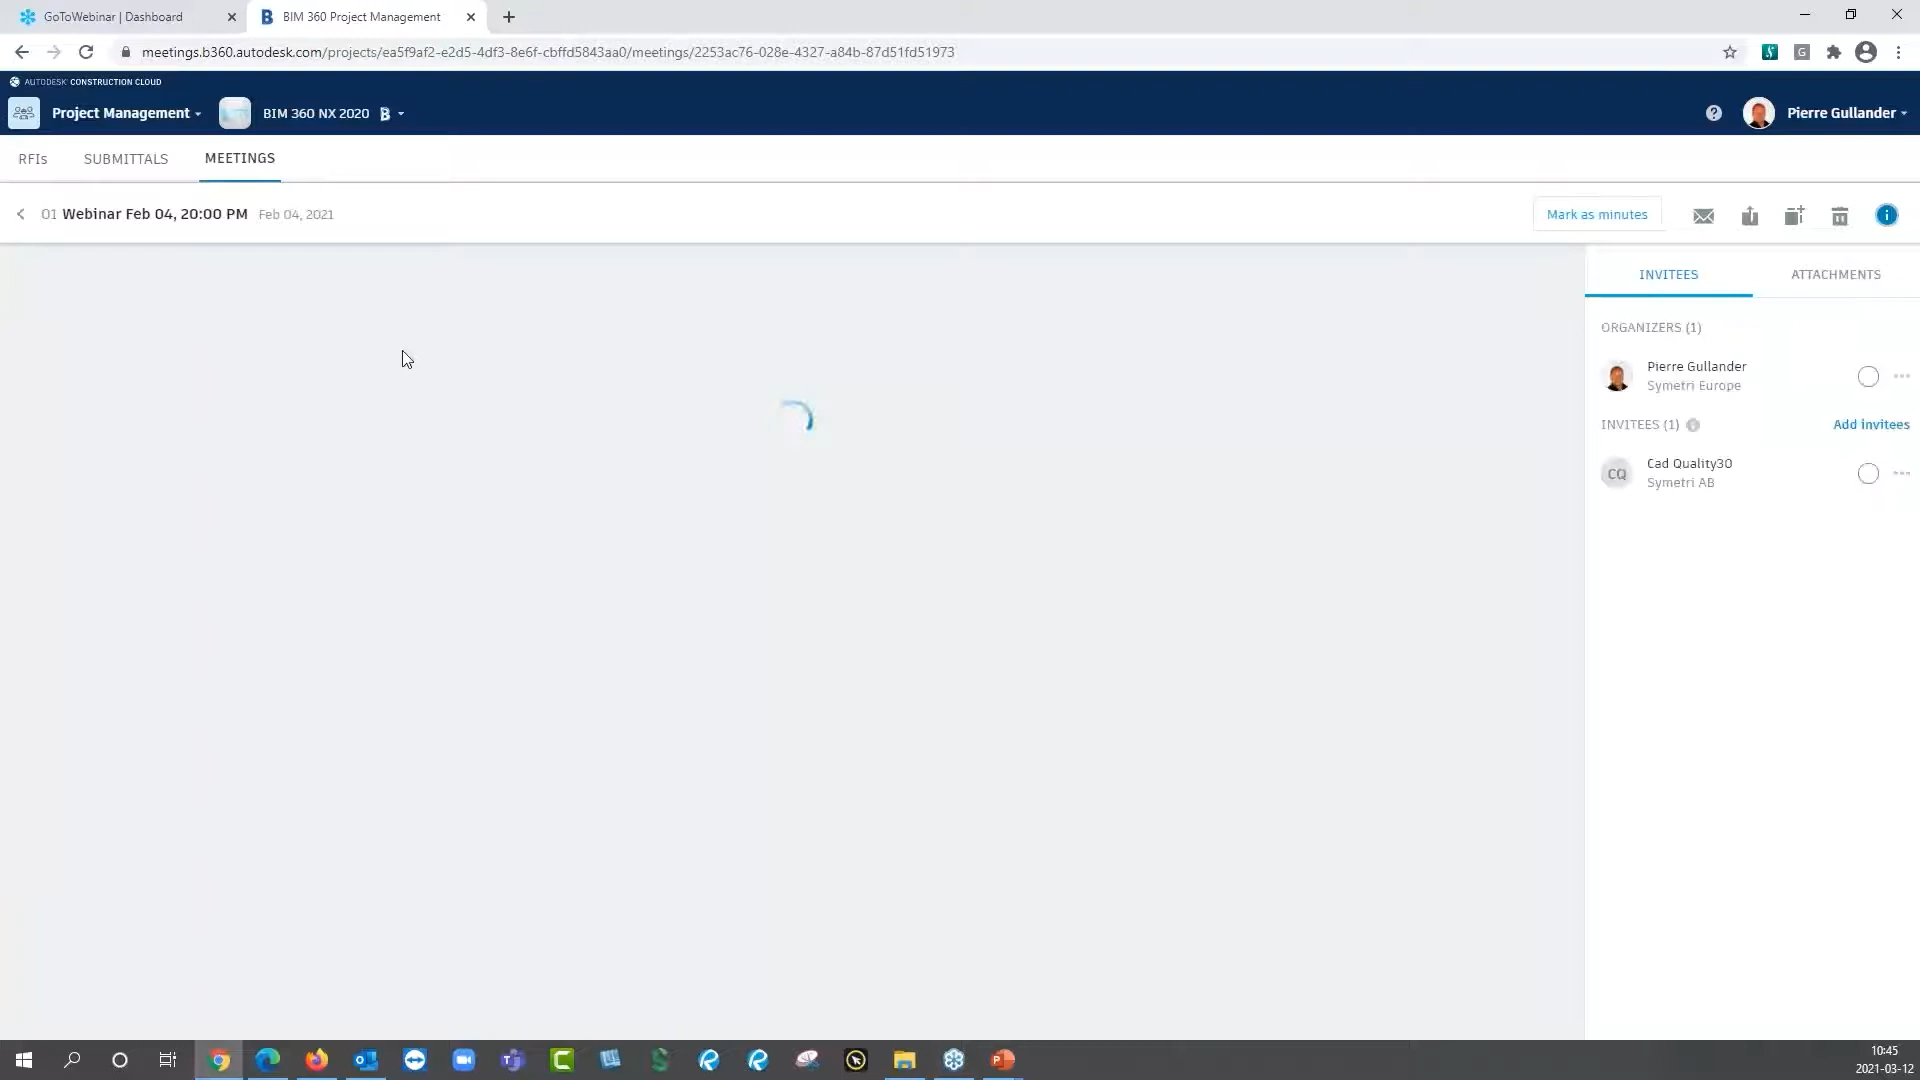 GoToWebinar | Dashboard
BIM 360 Project Management
meetings.b360.autodesk.com/projects/ea5f9af2-e2d5-4df3-8e6f-cbffd5843aa0/meetings/2253ac76-028e-4327-a84b-87d51fd51973
AUTODESK CONSTRUCTION CLOUD
Project Management
BIM 360 NX 2020
Pierre Gullander
RFIs
SUBMITTALS
MEETINGS
01 Webinar Feb 04, 20:00 PM Feb 04, 2021
Mark as minutes
INVITEES
ATTACHMENTS
ORGANIZERS (1)
Pierre Gullander
Symetri Europe
INVITEES (1)
Add invitees
CQ
Cad Quality30
Symetri AB
10:45
2021-03-12